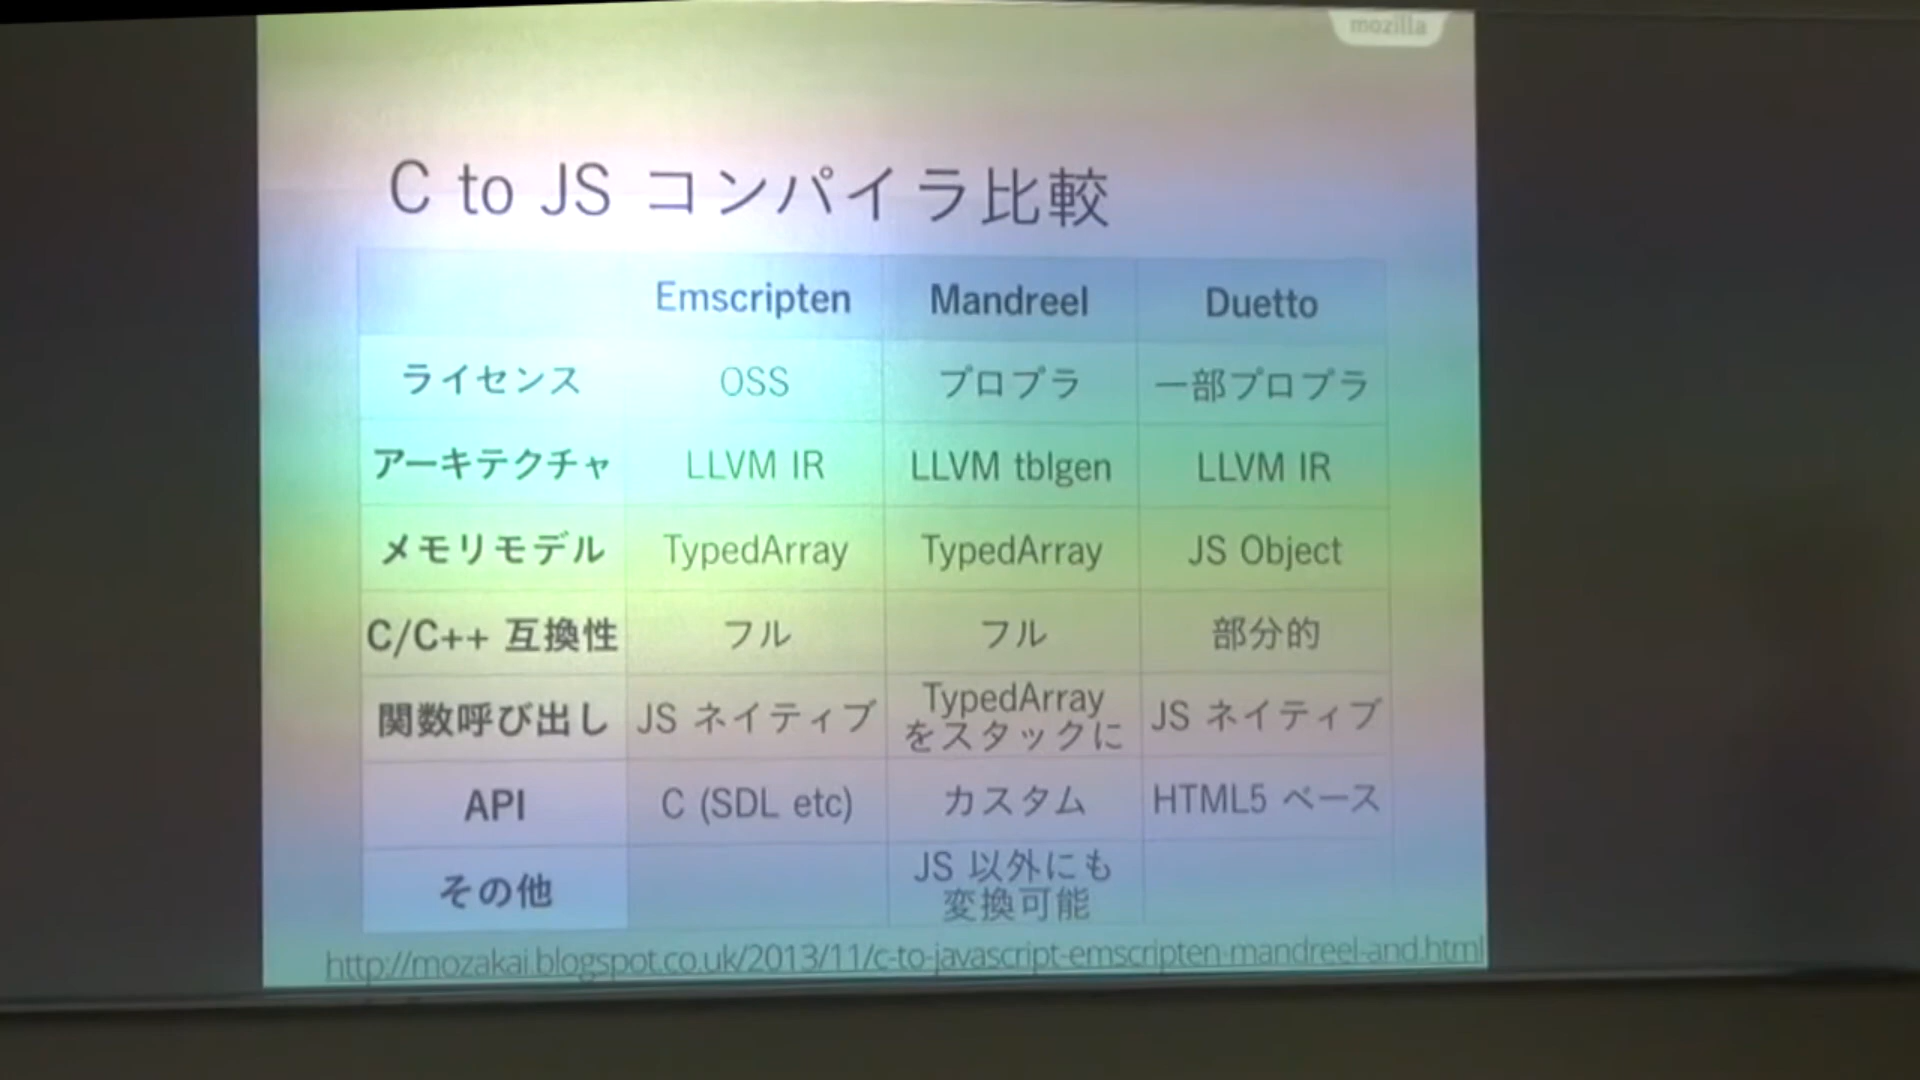 mozilla
C to JS コンパイラ比較
Emscripten Mandreel Duetto
ライセンス OSS プロプラ 一部プロプラ
アーキテクチャ LLVM IR LLVM tblgen LLVM IR
メモリモデル TypedArray TypedArray JS Object
C/C++ 互換性 フル フル 部分的
関数呼び出し JS ネイティブ TypedArray をスタックに JS ネイティブ
API C (SDL etc) カスタム HTML5 ベース
その他 JS 以外にも 変換可能
http://mozakai.blogspot.co.uk/2013/11/c-to-javascript-emscripten-mandreel-and.html